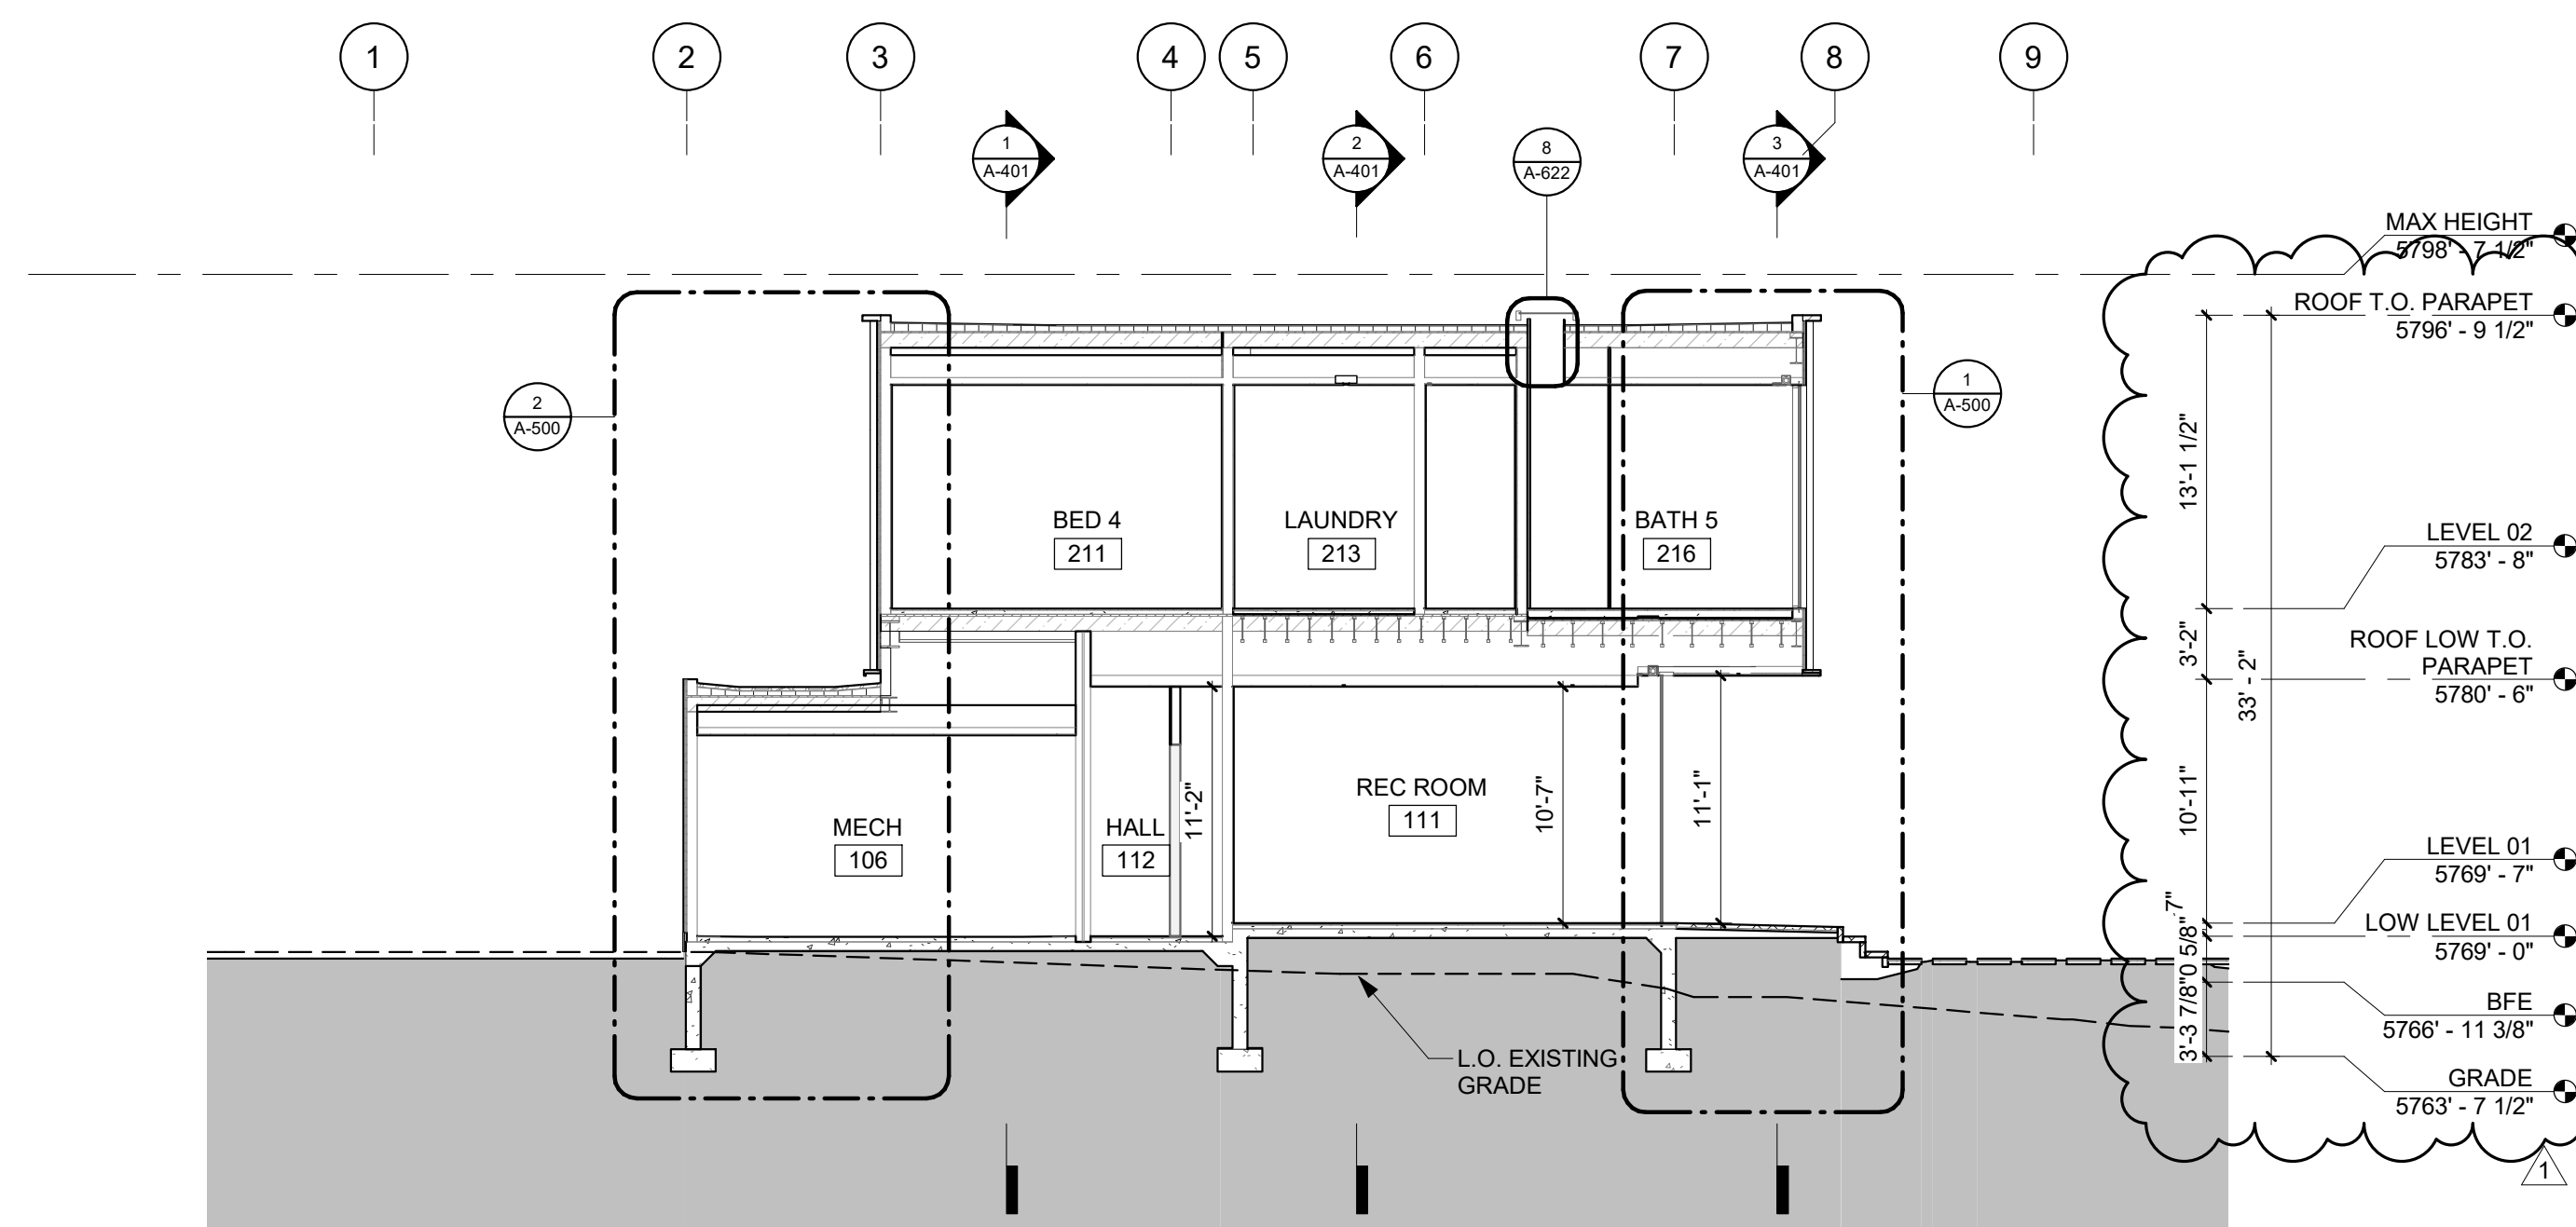 1
2
3
4
5
6
7
8
9
1
A-401
2
A-401
8
A-622
3
A-401
MAX HEIGHT
5798' - 7 1/2"
ROOF T.O. PARAPET
5796' - 9 1/2"
2
A-500
1
A-500
13'-1 1/2"
BED 4
211
LAUNDRY
213
BATH 5
216
LEVEL 02
5783' - 8"
3'-2"
33' - 2"
ROOF LOW T.O.
PARAPET
5780' - 6"
MECH
106
HALL
112
11'-2"
REC ROOM
111
10'-7"
11'-1"
10'-11"
LEVEL 01
5769' - 7"
7"
LOW LEVEL 01
5769' - 0"
0 5/8"
3'-3 7/8"
BFE
5766' - 11 3/8"
L.O. EXISTING
GRADE
GRADE
5763' - 7 1/2"
1